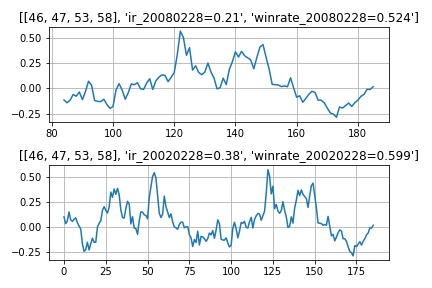 [[46, 47, 53, 58], 'ir_20080228=0.21', 'winrate_20080228=0.524']
0.50
0.25
0.00
−0.25
80 100 120 140 160 180
[[46, 47, 53, 58], 'ir_20020228=0.38', 'winrate_20020228=0.599']
0.50
0.25
0.00
−0.25
0 25 50 75 100 125 150 175